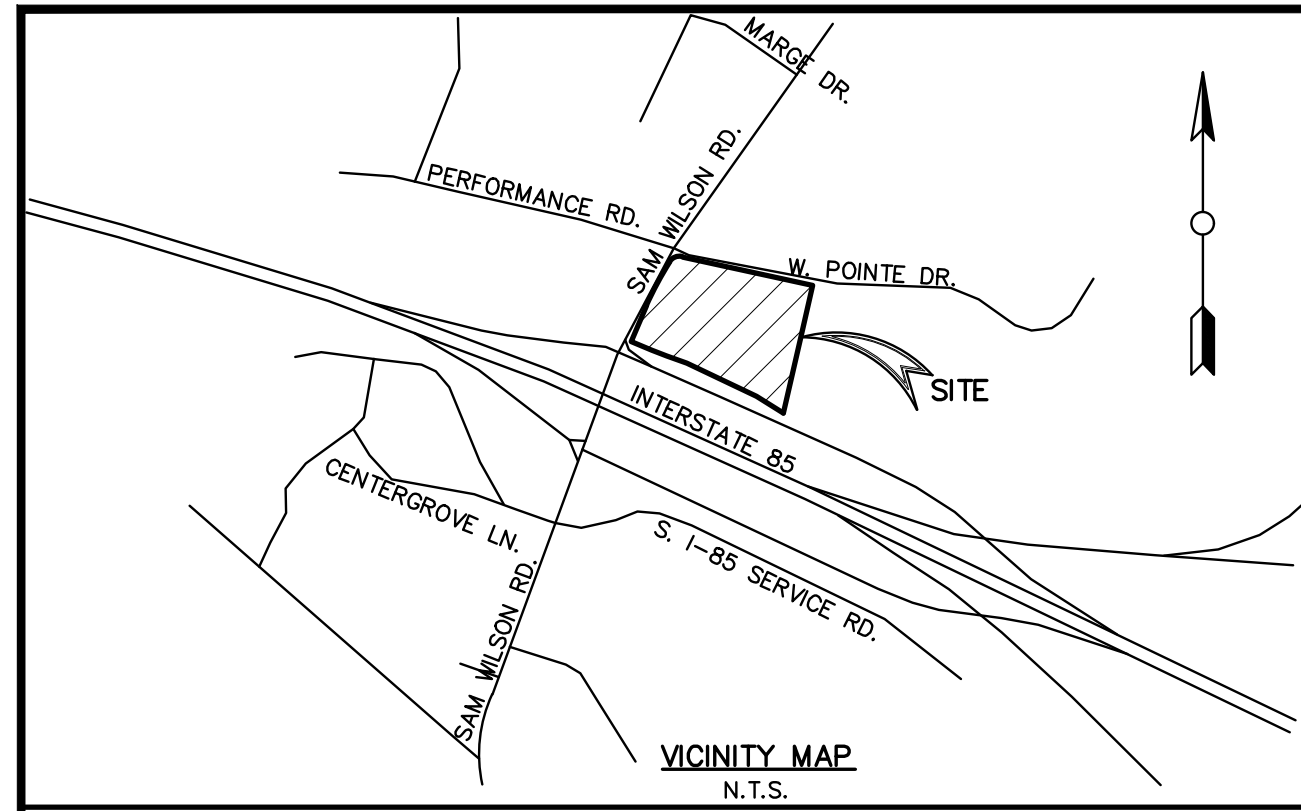 MARGE DR.
SAM WILSON RD.
PERFORMANCE RD.
W. POINTE DR.
SITE
INTERSTATE 85
CENTERGROVE LN.
S. I-85 SERVICE RD.
SAM WILSON RD.
VICINITY MAP
N.T.S.